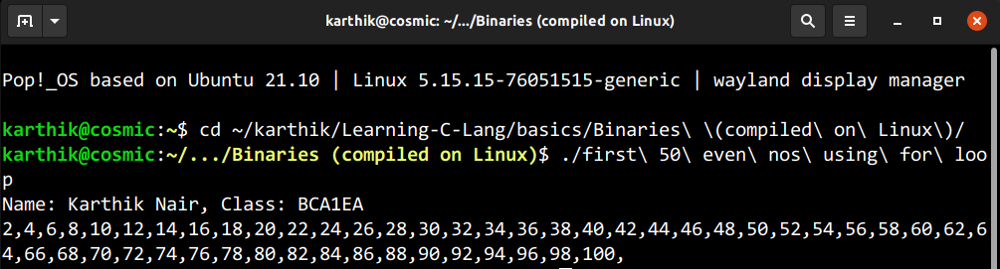 karthik@cosmic: ~/.../Binaries (compiled on Linux)
Pop!_OS based on Ubuntu 21.10 | Linux 5.15.15-76051515-generic | wayland display manager
karthik@cosmic:~$ cd ~/karthik/Learning-C-Lang/basics/Binaries\ \(compiled\ on\ Linux\)/
karthik@cosmic:~/.../Binaries (compiled on Linux)$ ./first\ 50\ even\ nos\ using\ for\ loo
p
Name: Karthik Nair, Class: BCA1EA
2,4,6,8,10,12,14,16,18,20,22,24,26,28,30,32,34,36,38,40,42,44,46,48,50,52,54,56,58,60,62,6
4,66,68,70,72,74,76,78,80,82,84,86,88,90,92,94,96,98,100,